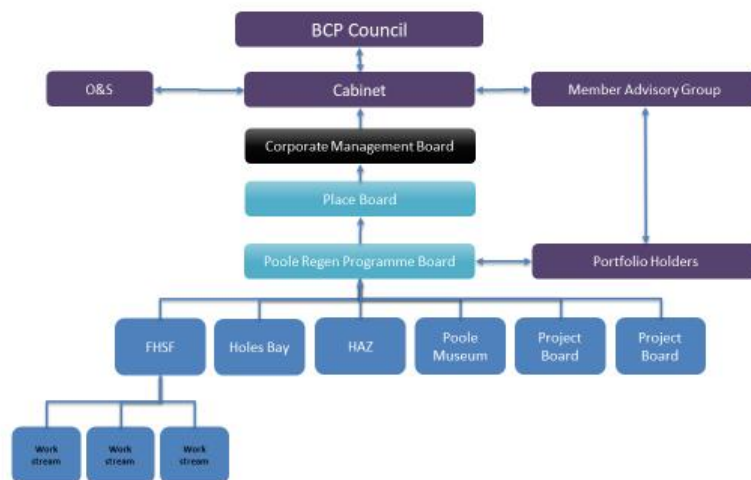 BCP Council
O&S
Cabinet
Member Advisory Group
Corporate Management Board
Place Board
Poole Regen Programme Board
Portfolio Holders
FHSF
Holes Bay
HAZ
Poole
Museum
Project
Board
Project
Board
Work
stream
Work
stream
Work
stream